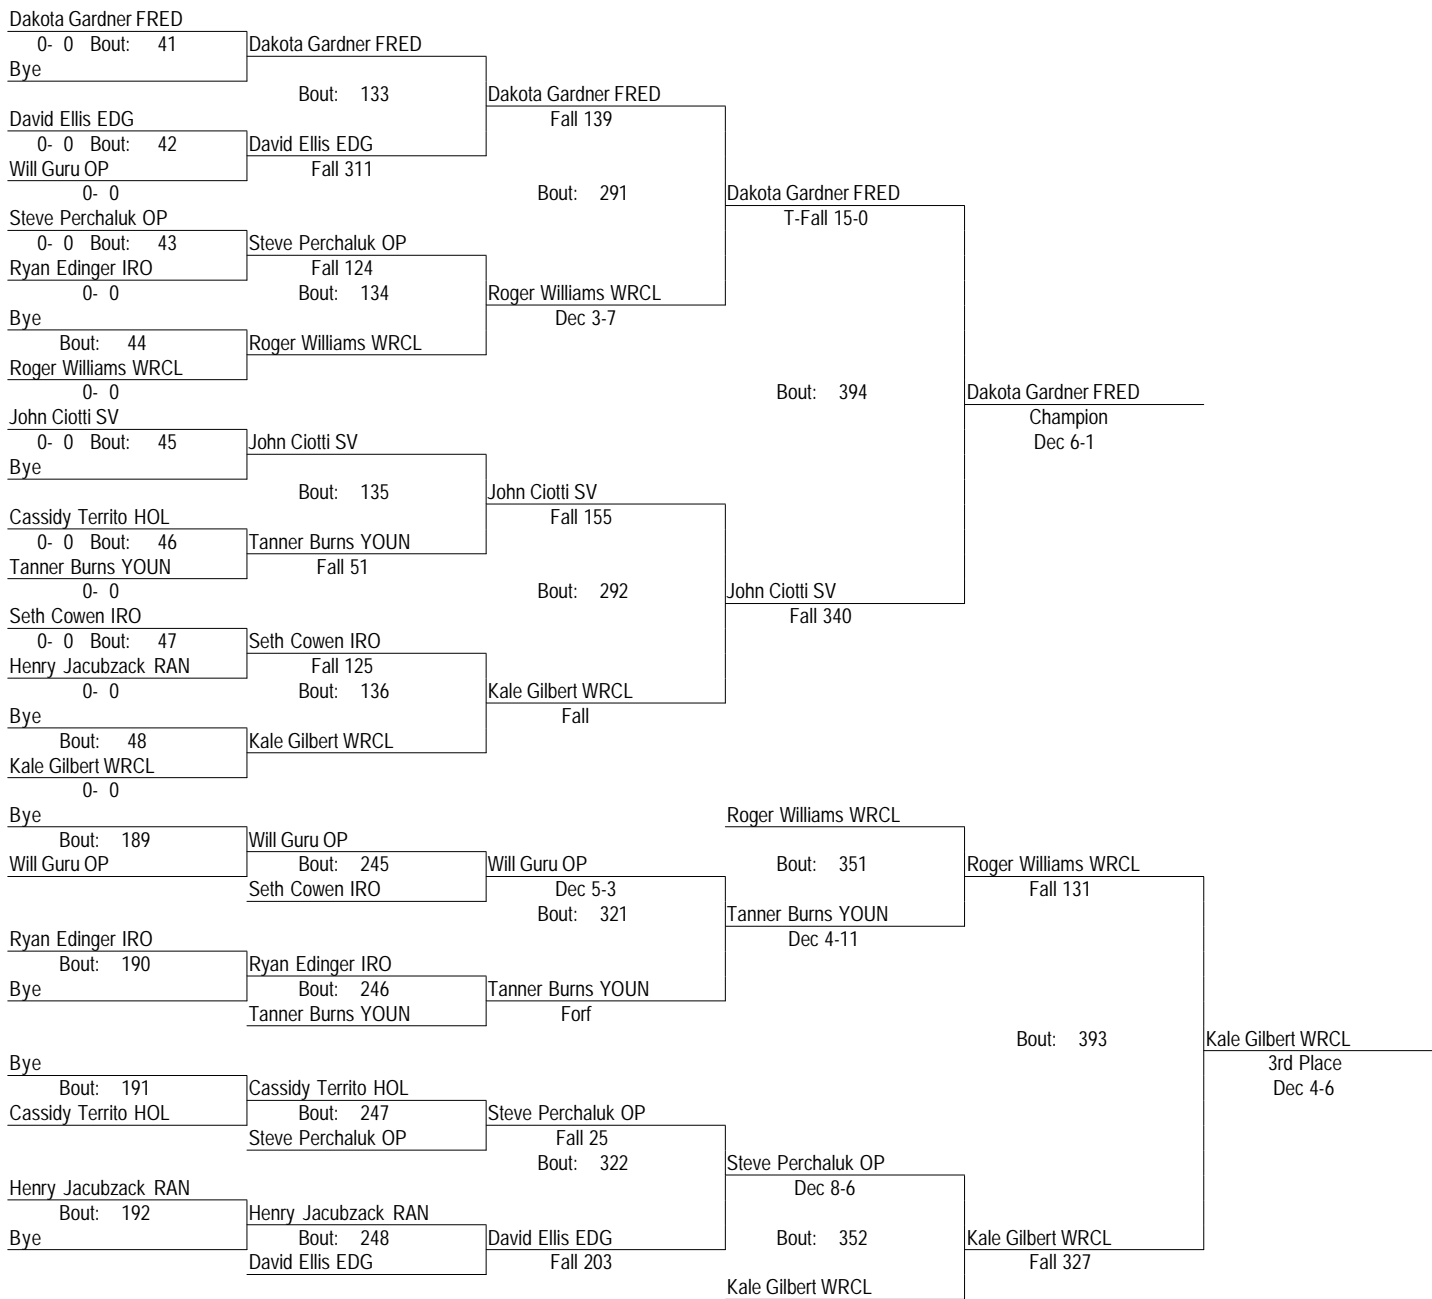 Dakota Gardner FRED
0- 0 Bout: 41
Dakota Gardner FRED
Bye
Bout: 133
Dakota Gardner FRED
David Ellis EDG
Fall 139
0- 0 Bout: 42
David Ellis EDG
Will Guru OP
Fall 311
0- 0
Bout: 291
Dakota Gardner FRED
Steve Perchaluk OP
T-Fall 15-0
0- 0 Bout: 43
Steve Perchaluk OP
Ryan Edinger IRO
Fall 124
0- 0
Bout: 134
Roger Williams WRCL
Bye
Dec 3-7
Bout: 44
Roger Williams WRCL
Roger Williams WRCL
0- 0
Bout: 394
Dakota Gardner FRED
John Ciotti SV
Champion
0- 0 Bout: 45
John Ciotti SV
Dec 6-1
Bye
Bout: 135
John Ciotti SV
Cassidy Territo HOL
Fall 155
0- 0 Bout: 46
Tanner Burns YOUN
Tanner Burns YOUN
Fall 51
0- 0
Bout: 292
John Ciotti SV
Seth Cowen IRO
Fall 340
0- 0 Bout: 47
Seth Cowen IRO
Henry Jacubzack RAN
Fall 125
0- 0
Bout: 136
Kale Gilbert WRCL
Bye
Fall
Bout: 48
Kale Gilbert WRCL
Kale Gilbert WRCL
0- 0
Bye
Roger Williams WRCL
Bout: 189
Will Guru OP
Will Guru OP
Bout: 245
Will Guru OP
Bout: 351
Roger Williams WRCL
Seth Cowen IRO
Dec 5-3
Fall 131
Bout: 321
Tanner Burns YOUN
Ryan Edinger IRO
Dec 4-11
Bout: 190
Ryan Edinger IRO
Bye
Bout: 246
Tanner Burns YOUN
Tanner Burns YOUN
Forf
Bout: 393
Kale Gilbert WRCL
Bye
3rd Place
Bout: 191
Cassidy Territo HOL
Dec 4-6
Cassidy Territo HOL
Bout: 247
Steve Perchaluk OP
Steve Perchaluk OP
Fall 25
Bout: 322
Steve Perchaluk OP
Henry Jacubzack RAN
Dec 8-6
Bout: 192
Henry Jacubzack RAN
Bye
Bout: 248
David Ellis EDG
Bout: 352
Kale Gilbert WRCL
David Ellis EDG
Fall 203
Fall 327
Kale Gilbert WRCL